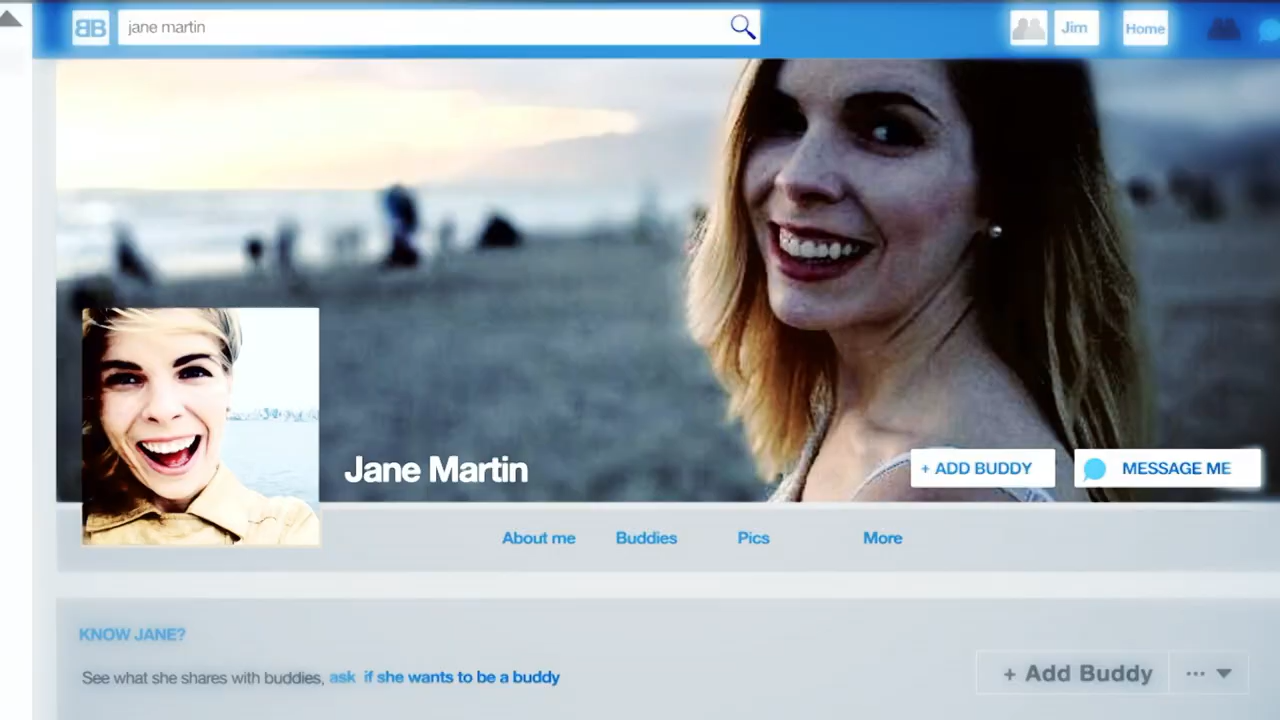 BB jane martin Jim Home
Jane Martin
+ ADD BUDDY MESSAGE ME
About me Buddies Pics More
KNOW JANE?
See what she shares with buddies, ask if she wants to be a buddy
+ Add Buddy ...